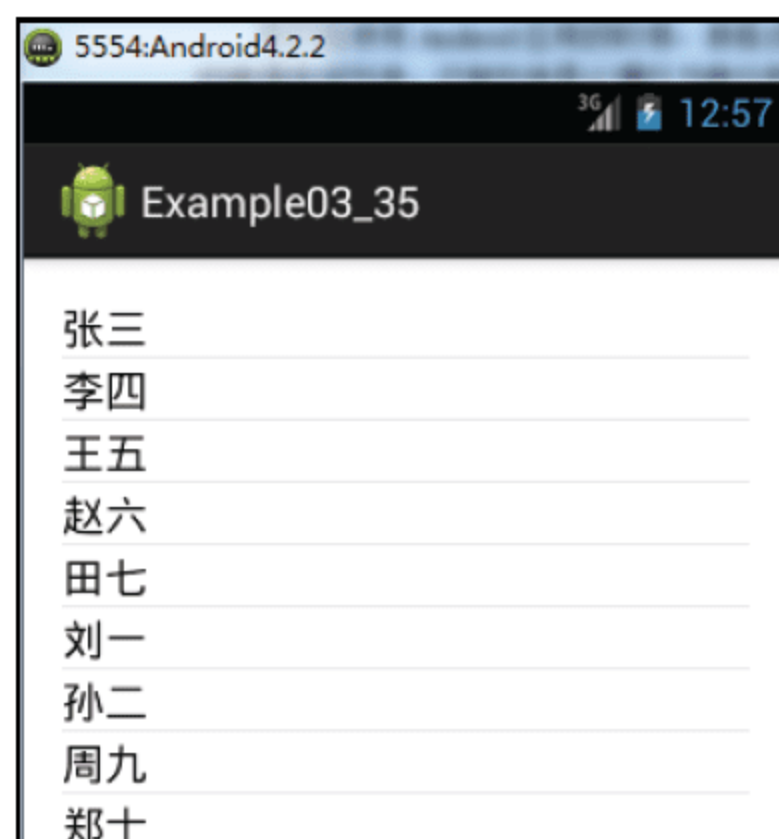 5554:Android4.2.2
3G 12:57
Example03_35
张三
李四
王五
赵六
田七
刘一
孙二
周九
郑十